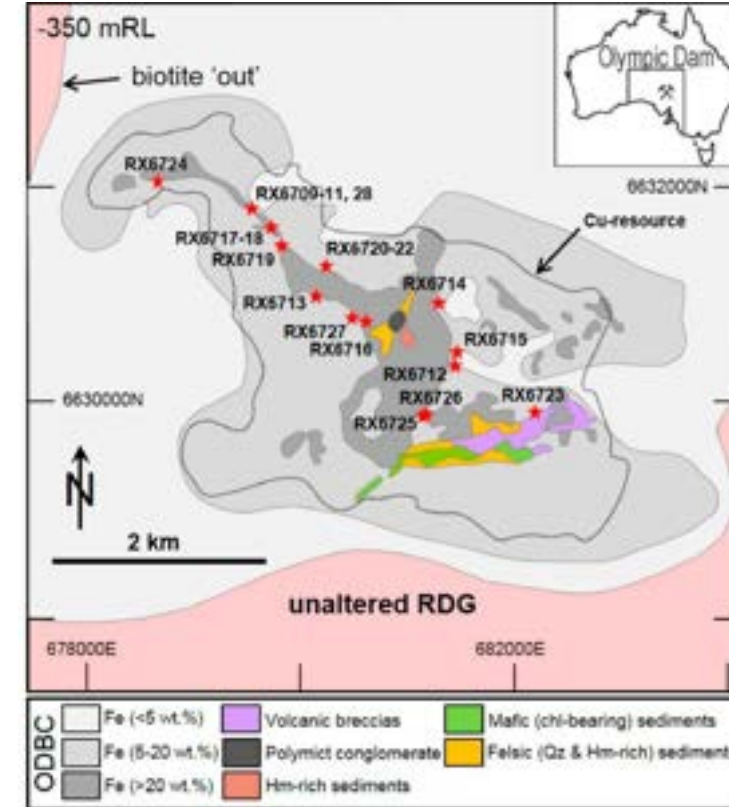 -350 mRL
biotite 'out'
Olympic Dam
RX6724
6632000N
RX6709-11, 28
Cu-resource
RX6717-18
RX6720-22
RX6719
RX6714
RX6713
RX6727
RX6715
RX6716
RX6712
6630000N
RX6726
RX6723
RX6725
N
2 km
unaltered RDG
678000E
682000E
ODBC
Fe (<5 wt.%)
Volcanic breccias
Mafic (chl-bearing) sediments
Fe (5-20 wt.%)
Polymict conglomerate
Felsic (Qz & Hm-rich) sediment
Fe (>20 wt.%)
Hm-rich sediments